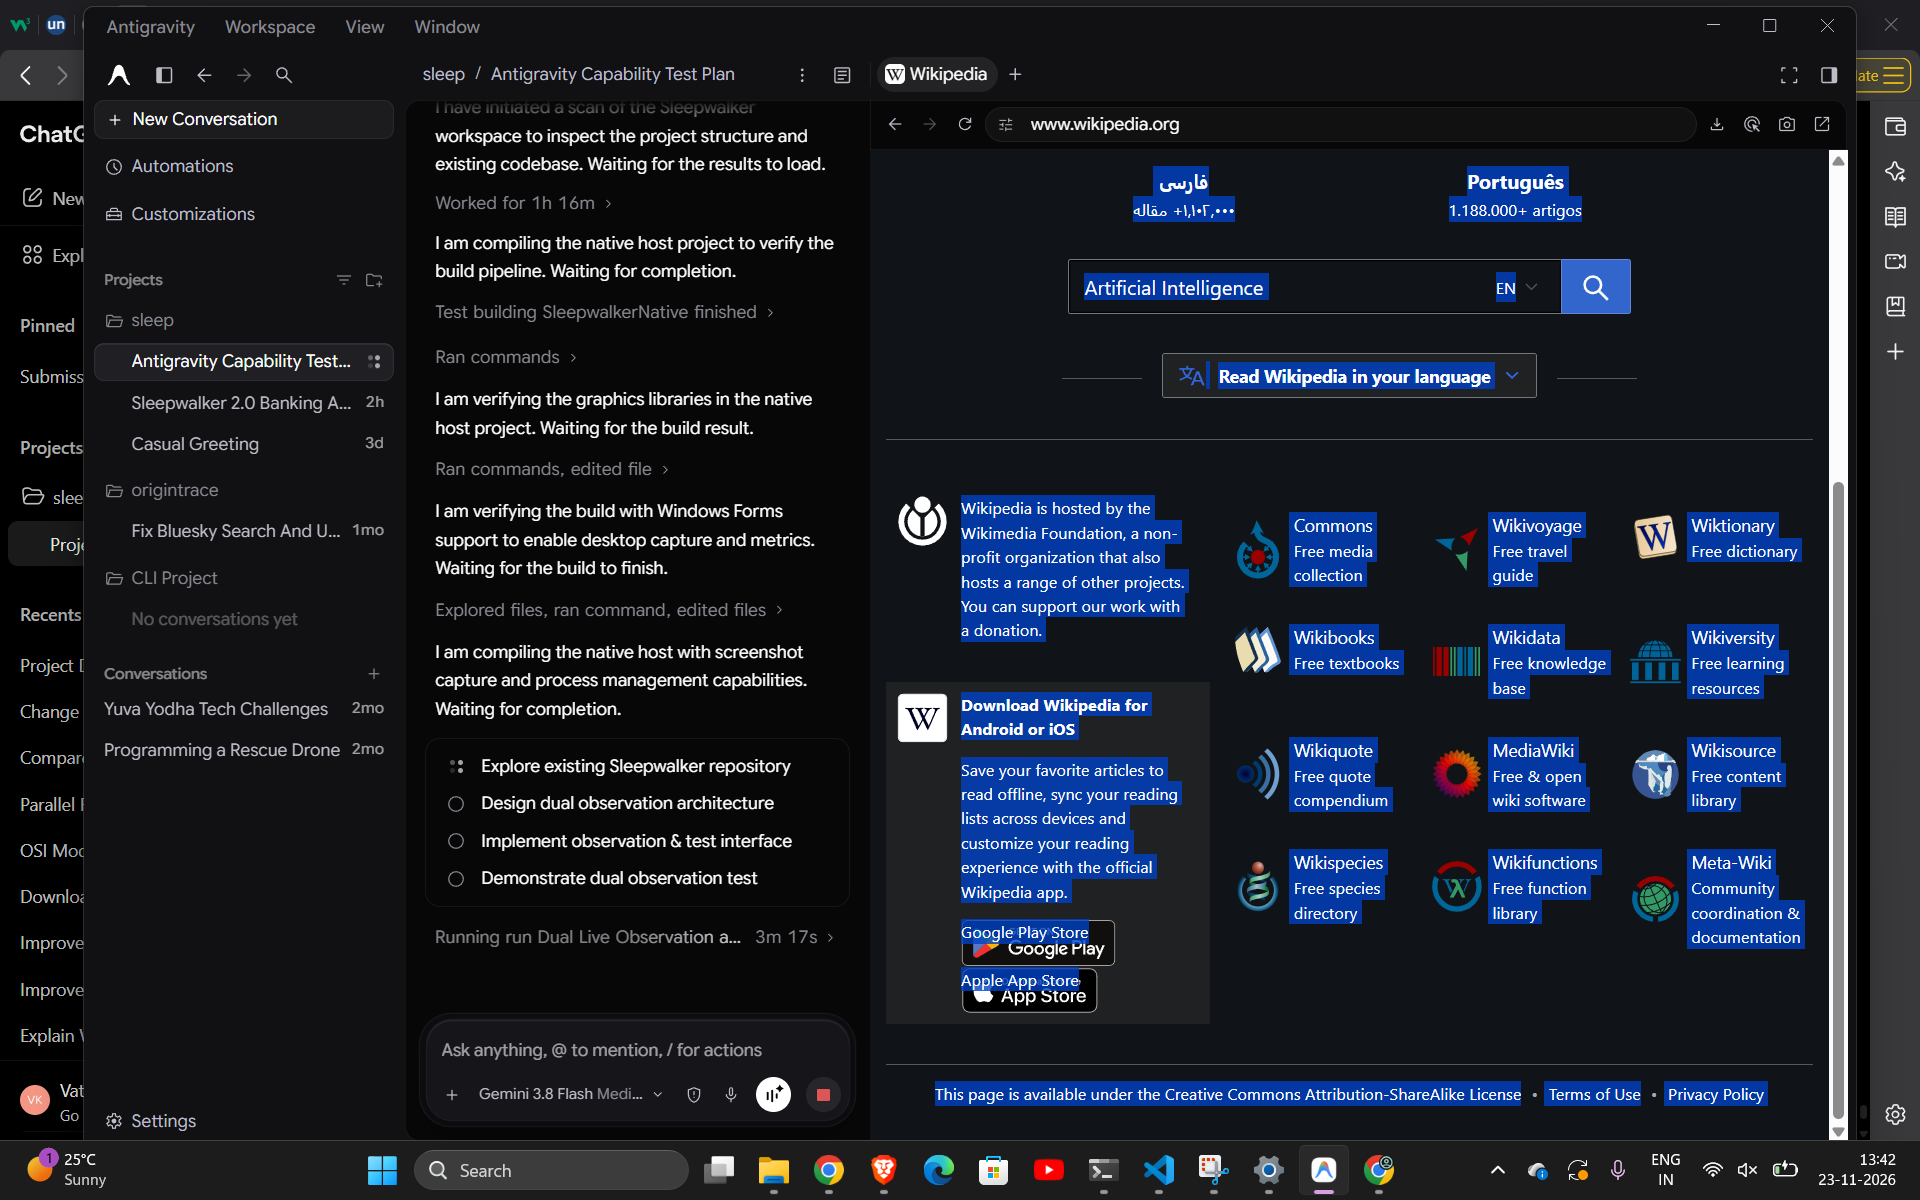 un
Antigravity Workspace View Window
ate
sleep / Antigravity Capability Test Plan
Wikipedia
www.wikipedia.org
ChatG
New
Expl
Pinned
Submiss
Projects
slee
Proje
Recents
Project D
Change
Compar
Parallel F
OSI Mod
Downloa
Improve
Improve
Explain W
VK
Vat
Go
New Conversation
Automations
Customizations
Projects
sleep
Antigravity Capability Test...
Sleepwalker 2.0 Banking A... 2h
Casual Greeting 3d
origintrace
Fix Bluesky Search And U... 1mo
CLI Project
No conversations yet
Conversations
Yuva Yodha Tech Challenges 2mo
Programming a Rescue Drone 2mo
Settings
I have initiated a scan of the Sleepwalker
workspace to inspect the project structure and
existing codebase. Waiting for the results to load.
Worked for 1h 16m
I am compiling the native host project to verify the
build pipeline. Waiting for completion.
Test building SleepwalkerNative finished
Ran commands
I am verifying the graphics libraries in the native
host project. Waiting for the build result.
Ran commands, edited file
I am verifying the build with Windows Forms
support to enable desktop capture and metrics.
Waiting for the build to finish.
Explored files, ran command, edited files
I am compiling the native host with screenshot
capture and process management capabilities.
Waiting for completion.
Explore existing Sleepwalker repository
Design dual observation architecture
Implement observation & test interface
Demonstrate dual observation test
Running run Dual Live Observation a... 3m 17s
Ask anything, @ to mention, / for actions
Gemini 3.8 Flash Medi...
فارسی
۱٬۱۰۲٬۰۰۰+ مقاله
Português
1.188.000+ artigos
Artificial Intelligence EN
Read Wikipedia in your language
Wikipedia is hosted by the
Wikimedia Foundation, a non-
profit organization that also
hosts a range of other projects.
You can support our work with
a donation.
Download Wikipedia for
Android or iOS
Save your favorite articles to
read offline, sync your reading
lists across devices and
customize your reading
experience with the official
Wikipedia app.
Google Play Store
Google Play
Apple App Store
App Store
Commons
Free media
collection
Wikivoyage
Free travel
guide
Wiktionary
Free dictionary
Wikibooks
Free textbooks
Wikidata
Free knowledge
base
Wikiversity
Free learning
resources
Wikiquote
Free quote
compendium
MediaWiki
Free & open
wiki software
Wikisource
Free content
library
Wikispecies
Free species
directory
Wikifunctions
Free function
library
Meta-Wiki
Community
coordination &
documentation
This page is available under the Creative Commons Attribution-ShareAlike License • Terms of Use • Privacy Policy
1
25°C
Sunny
Search
ENG
IN
13:42
23-11-2026